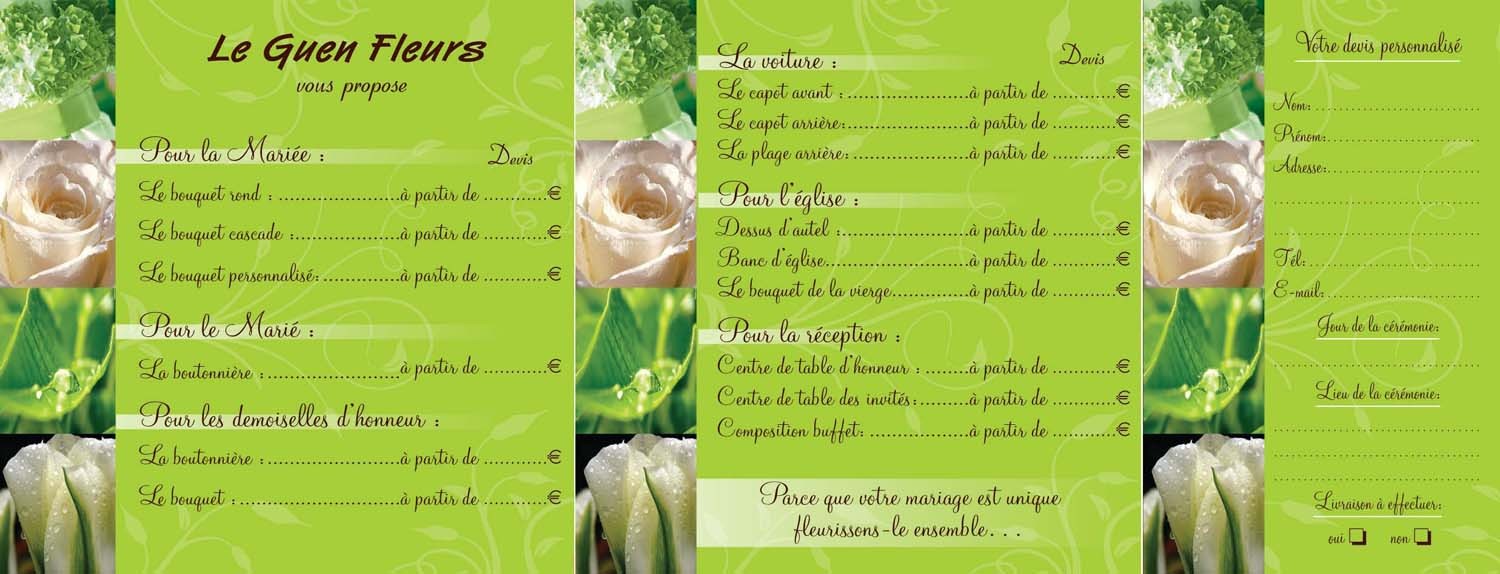 Le Guen Fleurs
vous propose
Pour la Mariée : Devis
Le bouquet rond : .....................à partir de ...........€
Le bouquet cascade :..................à partir de ...........€
Le bouquet personnalisé:..............à partir de ...........€
Pour le Marié :
La boutonnière :.......................à partir de ...........€
Pour les demoiselles d'honneur :
La boutonnière :.......................à partir de ...........€
Le bouquet : ...........................à partir de ...........€
La voiture : Devis
Le capot avant :.....................à partir de ...........€
Le capot arrière:.....................à partir de ...........€
La plage arrière:....................à partir de ...........€
Pour l'église :
Dessus d'autel :......................à partir de ...........€
Banc d'église.........................à partir de ...........€
Le bouquet de la vierge.............à partir de ...........€
Pour la réception :
Centre de table d'honneur : ........à partir de ...........€
Centre de table des invités:.........à partir de ...........€
Composition buffet: .................à partir de ...........€
Parce que votre mariage est unique
fleurissons-le ensemble...
Votre devis personnalisé
Nom: ............................
Prénom:..........................
Adresse:..........................
..................................
..................................
Tél: ..............................
E-mail:...........................
Jour de la cérémonie:
..................................
Lieu de la cérémonie:
..................................
..................................
..................................
Livraison à effectuer:
oui ❏ non ❏